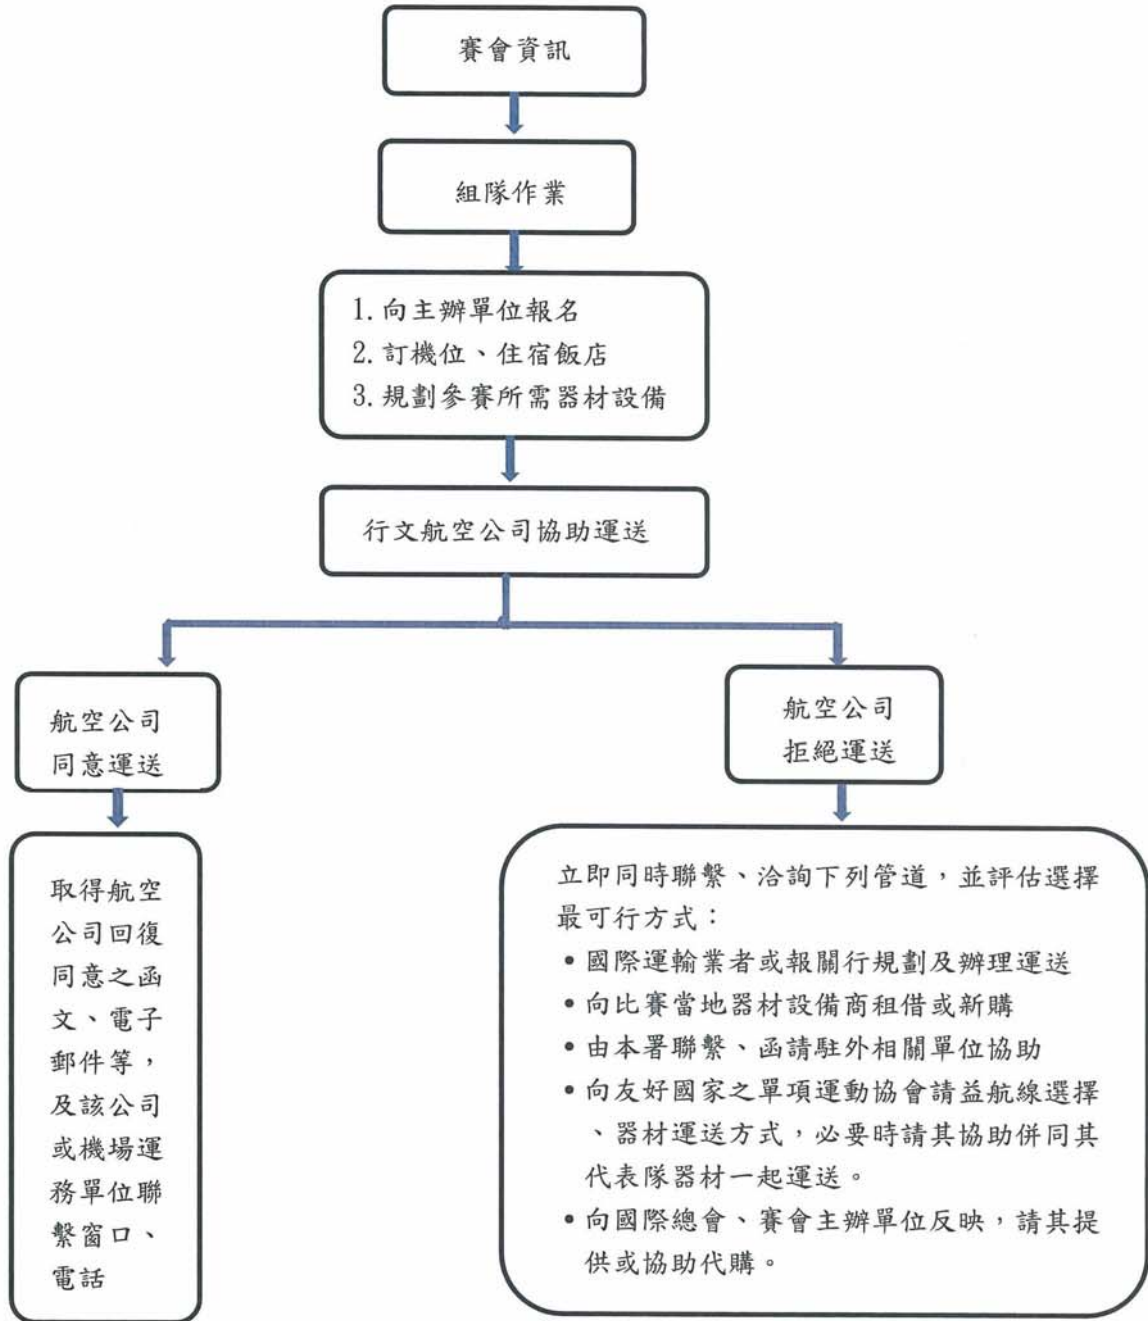 賽會資訊
組隊作業
1. 向主辦單位報名
2. 訂機位、住宿飯店
3. 規劃參賽所需器材設備
行文航空公司協助運送
航空公司
同意運送
取得航空
公司回復
同意之函
文、電子
郵件等，
及該公司
或機場運
務單位聯
繫窗口、
電話
航空公司
拒絕運送
立即同時聯繫、洽詢下列管道，並評估選擇
最可行方式：
•國際運輸業者或報關行規劃及辦理運送
•向比賽當地器材設備商租借或新購
•由本署聯繫、函請駐外相關單位協助
•向友好國家之單項運動協會請益航線選擇
、器材運送方式，必要時請其協助併同其
代表隊器材一起運送。
•向國際總會、賽會主辦單位反映，請其提
供或協助代購。